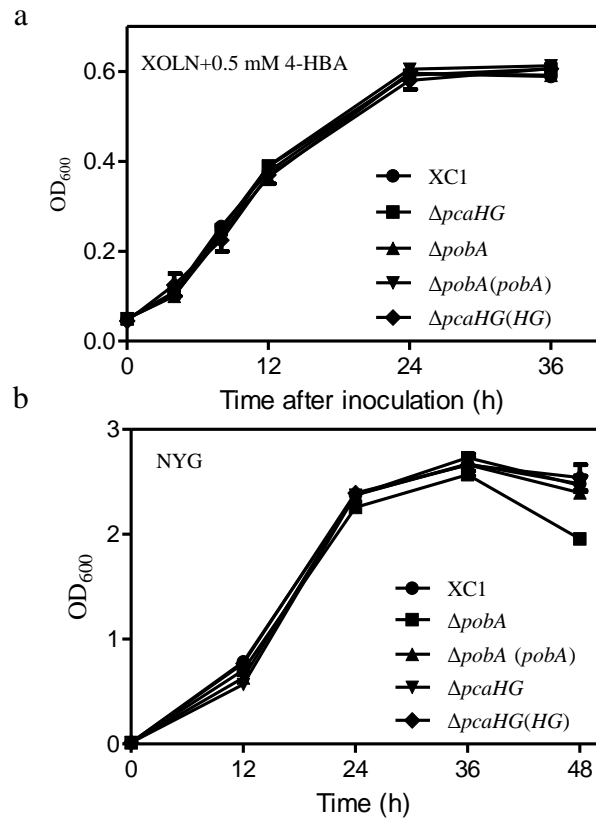 a
XOLN+0.5 mM 4-HBA
0.6
0.4
0.2
0.0
OD600
XC1
ΔpcaHG
ΔpobA
ΔpobA(pobA)
ΔpcaHG(HG)
0 12 24 36
Time after inoculation (h)
b
NYG
3
2
1
0
OD600
XC1
ΔpobA
ΔpobA (pobA)
ΔpcaHG
ΔpcaHG(HG)
0 12 24 36 48
Time (h)